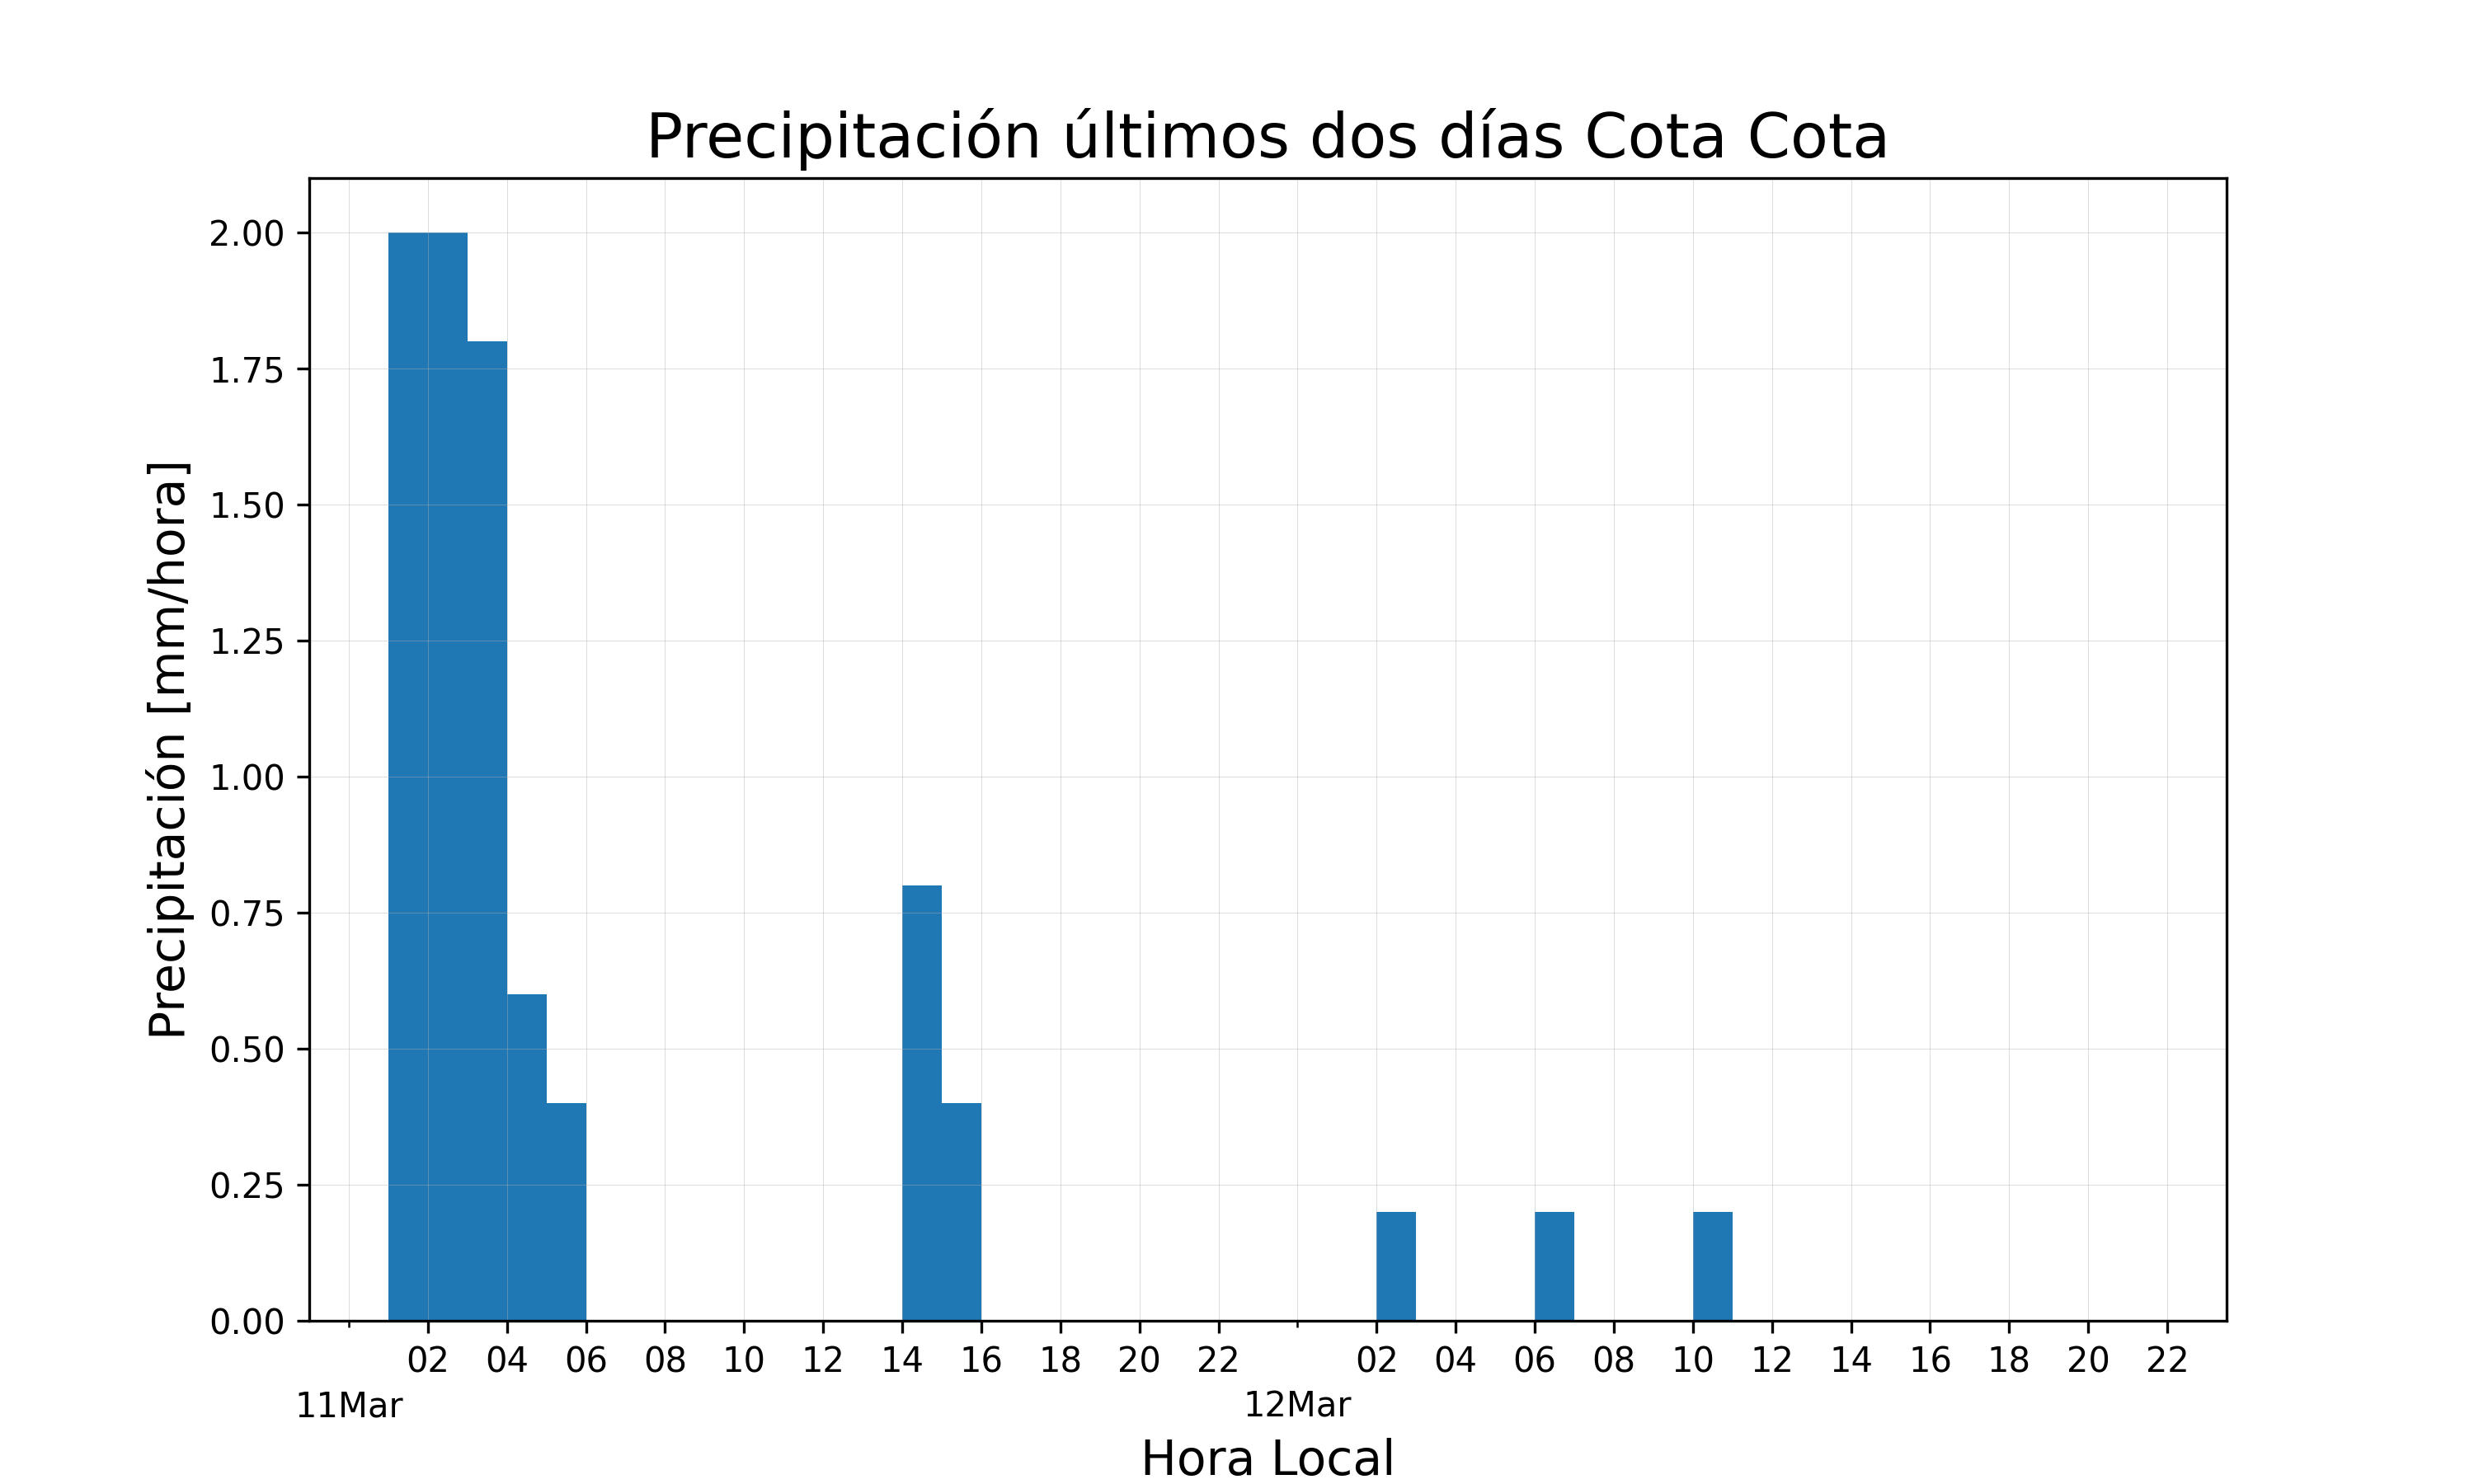 Precipitación últimos dos días Cota Cota
Precipitación [mm/hora]
2.00
1.75
1.50
1.25
1.00
0.75
0.50
0.25
0.00
02 04 06 08 10 12 14 16 18 20 22 02 04 06 08 10 12 14 16 18 20 22
11Mar 12Mar
Hora Local